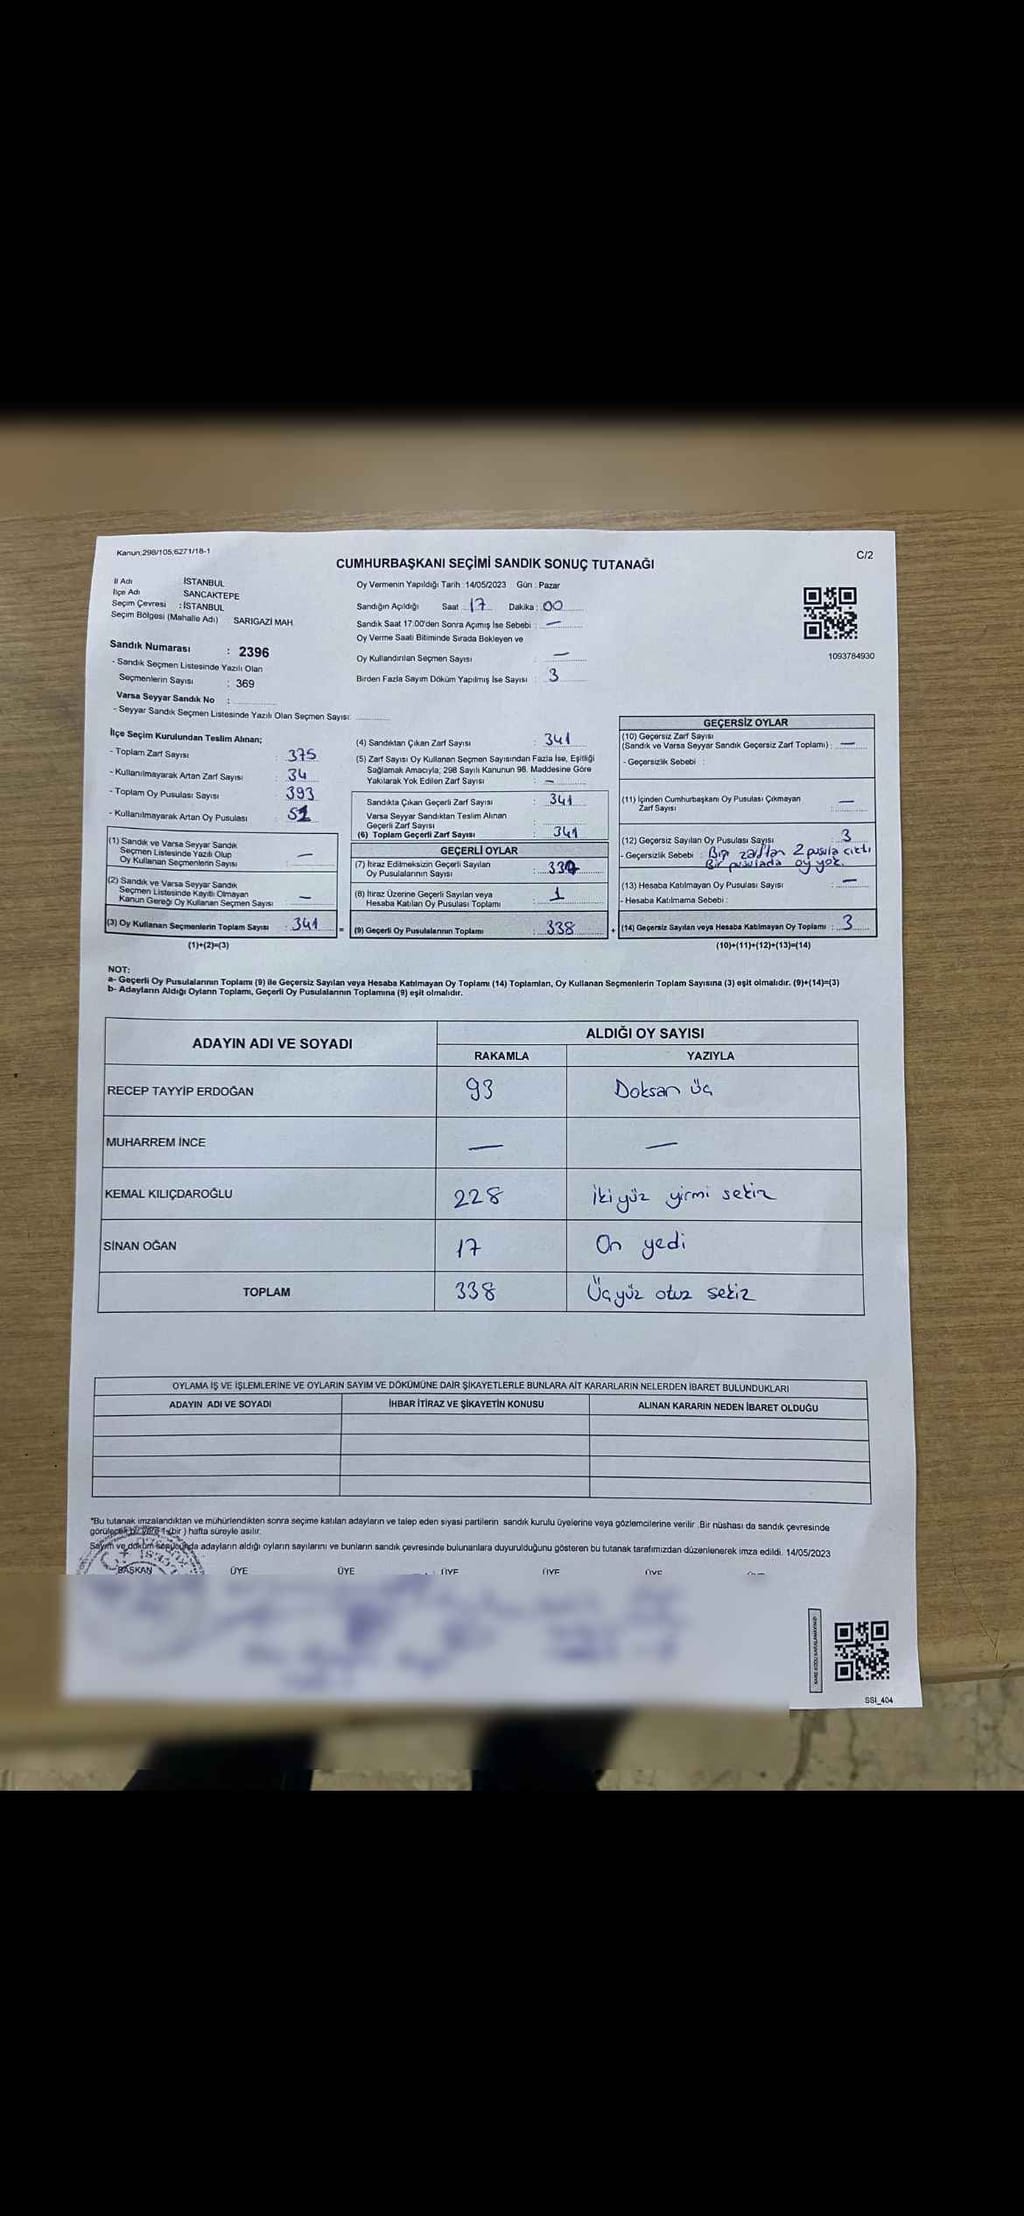 Kanun:298/105;6271/18-1
C/2
CUMHURBAŞKANI SEÇİMİ SANDIK SONUÇ TUTANAĞI
İl Adı İSTANBUL
İlçe Adı SANCAKTEPE
Seçim Çevresi : İSTANBUL
Seçim Bölgesi (Mahalle Adı) SARIGAZİ MAH.
Sandık Numarası : 2396
- Sandık Seçmen Listesinde Yazılı Olan
Seçmenlerin Sayısı : 369
Varsa Seyyar Sandık No :
- Seyyar Sandık Seçmen Listesinde Yazılı Olan Seçmen Sayısı:
Oy Vermenin Yapıldığı Tarih :14/05/2023 Gün : Pazar
Sandığın Açıldığı Saat 17 Dakika : 00
Sandık Saat 17:00'den Sonra Açımış İse Sebebi : —
Oy Verme Saati Bitiminde Sırada Bekleyen ve
Oy Kullandırılan Seçmen Sayısı : —
Birden Fazla Sayım Döküm Yapılmış İse Sayısı : 3
1093784930
İlçe Seçim Kurulundan Teslim Alınan;
- Toplam Zarf Sayısı : 375
- Kullanılmayarak Artan Zarf Sayısı : 34
- Toplam Oy Pusulası Sayısı : 393
- Kullanılmayarak Artan Oy Pusulası :
(1) Sandık ve Varsa Seyyar Sandık
Seçmen Listesinde Yazılı Olup
Oy Kullanan Seçmenlerin Sayısı —
(2) Sandık ve Varsa Seyyar Sandık
Seçmen Listesinde Kayıtlı Olmayan
Kanun Gereği Oy Kullanan Seçmen Sayısı —
(3) Oy Kullanan Seçmenlerin Toplam Sayısı : 341
(1)+(2)=(3)
(4) Sandıktan Çıkan Zarf Sayısı : 341
(5) Zarf Sayısı Oy Kullanan Seçmen Sayısından Fazla İse, Eşitliği
Sağlamak Amacıyla, 298 Sayılı Kanunun 98. Maddesine Göre
Yakılarak Yok Edilen Zarf Sayısı : —
Sandıkta Çıkan Geçerli Zarf Sayısı : 341
Varsa Seyyar Sandıktan Teslim Alınan
Geçerli Zarf Sayısı :
(6) Toplam Geçerli Zarf Sayısı : 341
GEÇERLİ OYLAR
(7) İtiraz Edilmeksizin Geçerli Sayılan
Oy Pusulalarının Sayısı : 337
(8) İtiraz Üzerine Geçerli Sayılan veya
Hesaba Katılan Oy Pusulası Toplamı : 1
= (9) Geçerli Oy Pusulalarının Toplamı : 338
GEÇERSİZ OYLAR
(10) Geçersiz Zarf Sayısı
(Sandık ve Varsa Seyyar Sandık Geçersiz Zarf Toplamı) : —
- Geçersizlik Sebebi :
(11) İçinden Cumhurbaşkanı Oy Pusulası Çıkmayan
Zarf Sayısı : —
(12) Geçersiz Sayılan Oy Pusulası Sayısı : 3
- Geçersizlik Sebebi : Bir zarftan 2 pusula çıktı
Bir pusulada oy yok.
(13) Hesaba Katılmayan Oy Pusulası Sayısı : —
- Hesaba Katılmama Sebebi :
+ (14) Geçersiz Sayılan veya Hesaba Katılmayan Oy Toplamı : 3
(10)+(11)+(12)+(13)=(14)
NOT:
a- Geçerli Oy Pusulalarının Toplamı (9) ile Geçersiz Sayılan veya Hesaba Katılmayan Oy Toplamı (14) Toplamları, Oy Kullanan Seçmenlerin Toplam Sayısına (3) eşit olmalıdır. (9)+(14)=(3)
b- Adayların Aldığı Oyların Toplamı, Geçerli Oy Pusulalarının Toplamına (9) eşit olmalıdır.
ADAYIN ADI VE SOYADI ALDIĞI OY SAYISI
RAKAMLA YAZIYLA
RECEP TAYYİP ERDOĞAN 93 Doksan üç
MUHARREM İNCE — —
KEMAL KILIÇDAROĞLU 228 İki yüz yirmi sekiz
SİNAN OĞAN 17 On yedi
TOPLAM 338 Üç yüz otuz sekiz
OYLAMA İŞ VE İŞLEMLERİNE VE OYLARIN SAYIM VE DÖKÜMÜNE DAİR ŞİKAYETLERLE BUNLARA AİT KARARLARIN NELERDEN İBARET BULUNDUKLARI
ADAYIN ADI VE SOYADI İHBAR İTİRAZ VE ŞİKAYETİN KONUSU ALINAN KARARIN NEDEN İBARET OLDUĞU
*Bu tutanak imzalandıktan ve mühürlendikten sonra seçime katılan adayların ve talep eden siyasi partilerin sandık kurulu üyelerine veya gözlemcilerine verilir .Bir nüshası da sandık çevresinde
görülecek bir yere 1 (bir ) hafta süreyle asılır.
Sayım ve döküm sonucunda adayların aldığı oyların sayılarını ve bunların sandık çevresinde bulunanlara duyurulduğunu gösteren bu tutanak tarafımızdan düzenlenerek imza edildi. 14/05/2023
BAŞKAN ÜYE ÜYE ÜYE ÜYE ÜYE
SSI_404